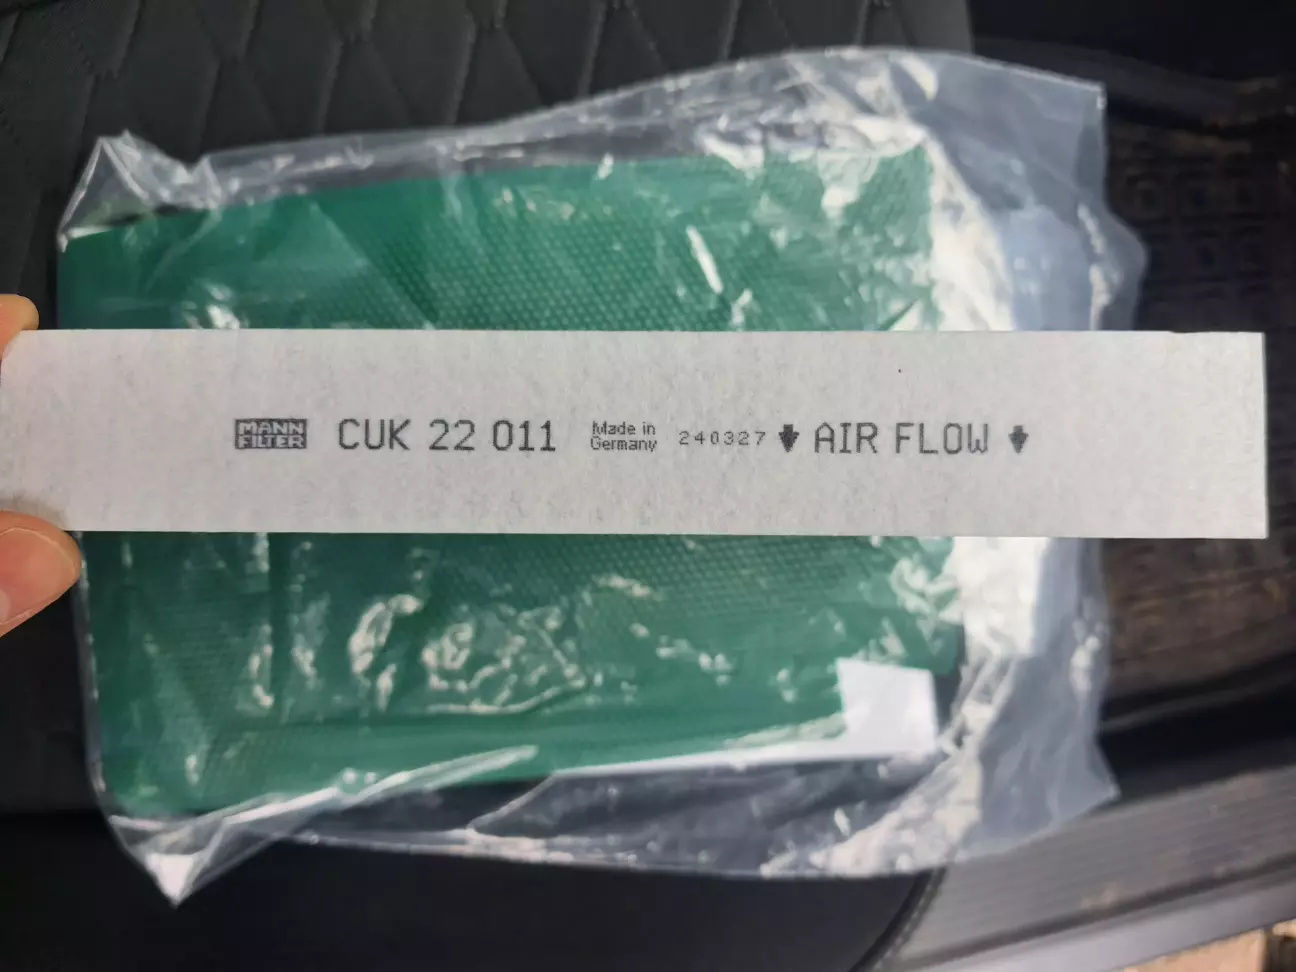 MANN
FILTER
CUK 22 011
Made in
Germany
240327
AIR FLOW